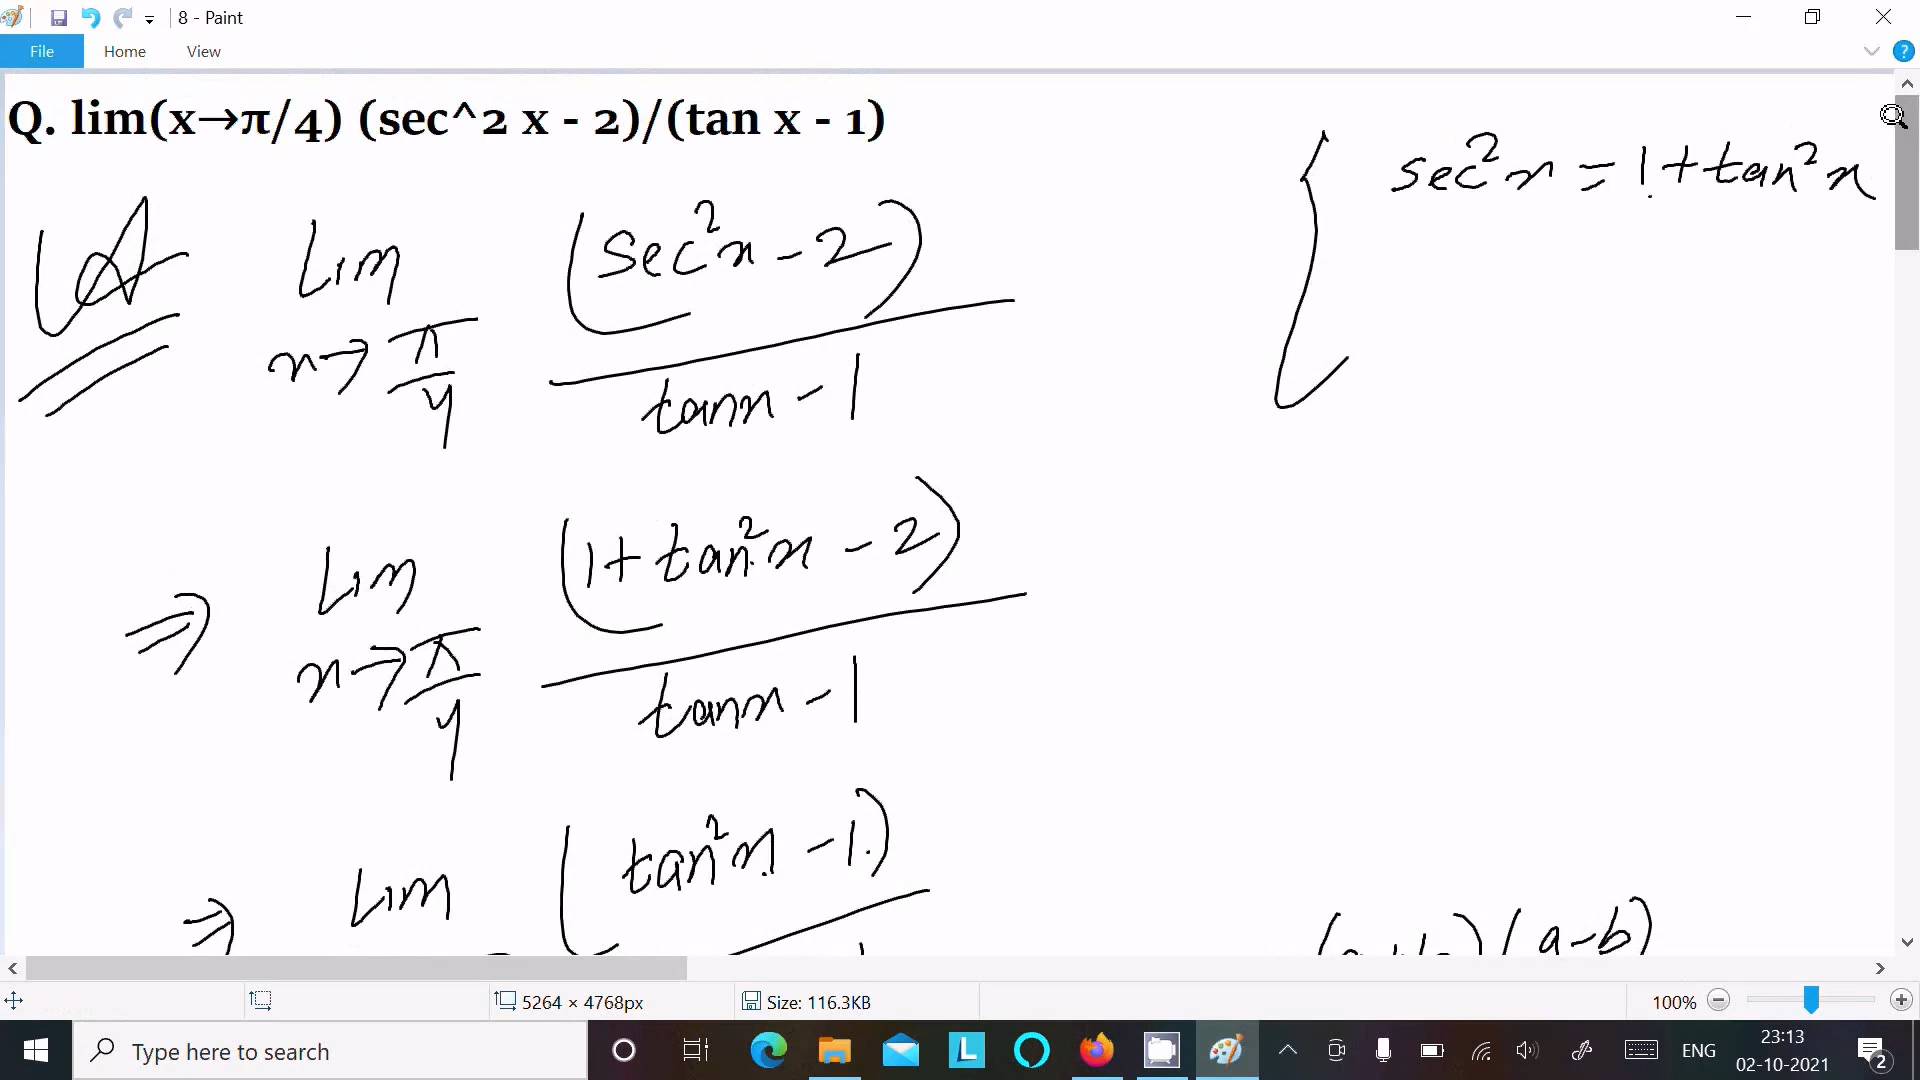 8 - Paint
File Home View
Q. lim(x→π/4) (sec^2 x - 2)/(tan x - 1)
sec²x = 1 + tan²x
Lim x→π/4 (sec²x - 2) / tanx - 1
⇒ Lim x→π/4 (1 + tan²x - 2) / tanx - 1
⇒ Lim (tan²x - 1)
(a-b)
5264 × 4768px Size: 116.3KB 100%
Type here to search
L
ENG
23:13
02-10-2021
2